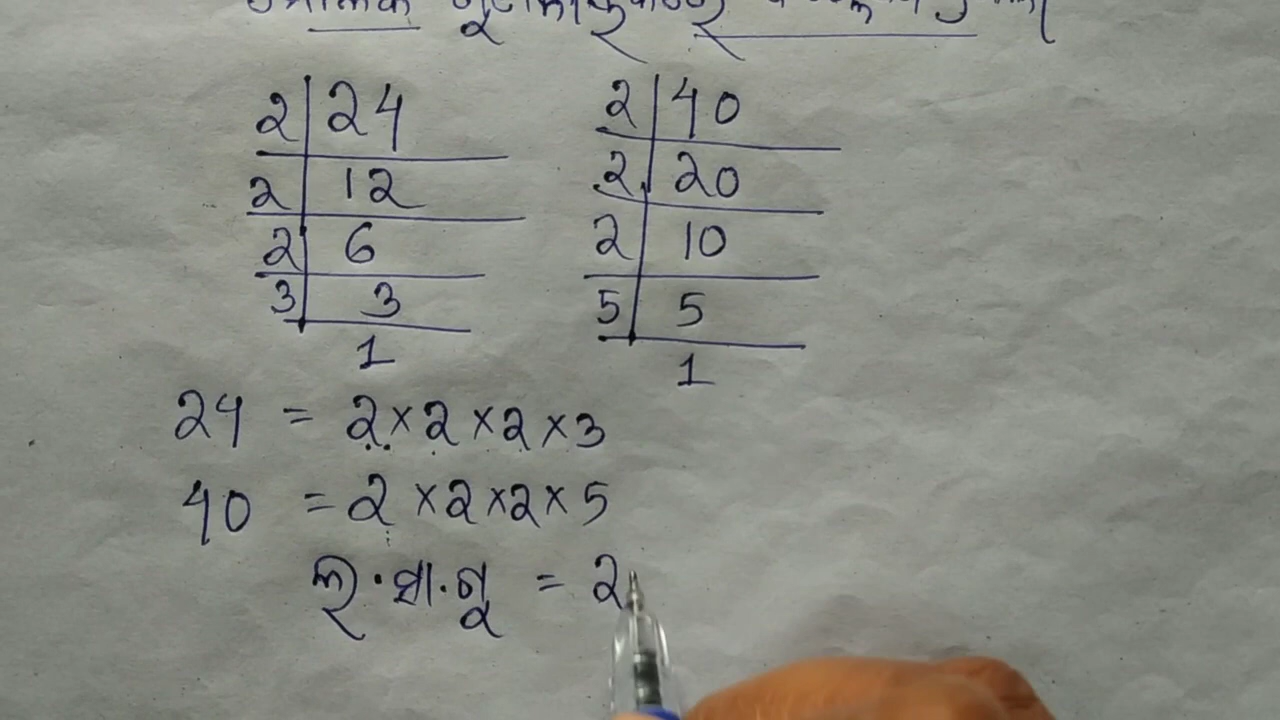 ମୌଳିକ
2 | 24
2 | 12
2 | 6
3 | 3
1
2 | 40
2 | 20
2 | 10
5 | 5
1
24 = 2 × 2 × 2 × 3
40 = 2 × 2 × 2 × 5
ଲ.ସା.ଗୁ = 2